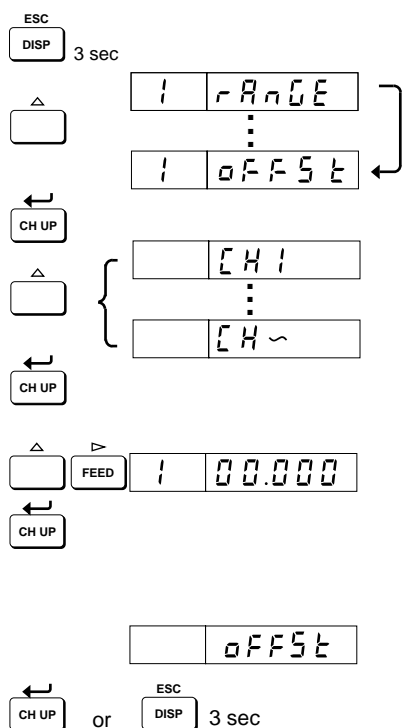 ESC
DISP 3 sec
1 rAnGE
1 oFFSt
CH UP
CH1
CH~
CH UP
FEED 1 00.000
CH UP
oFFSt
ESC
CH UP or DISP 3 sec